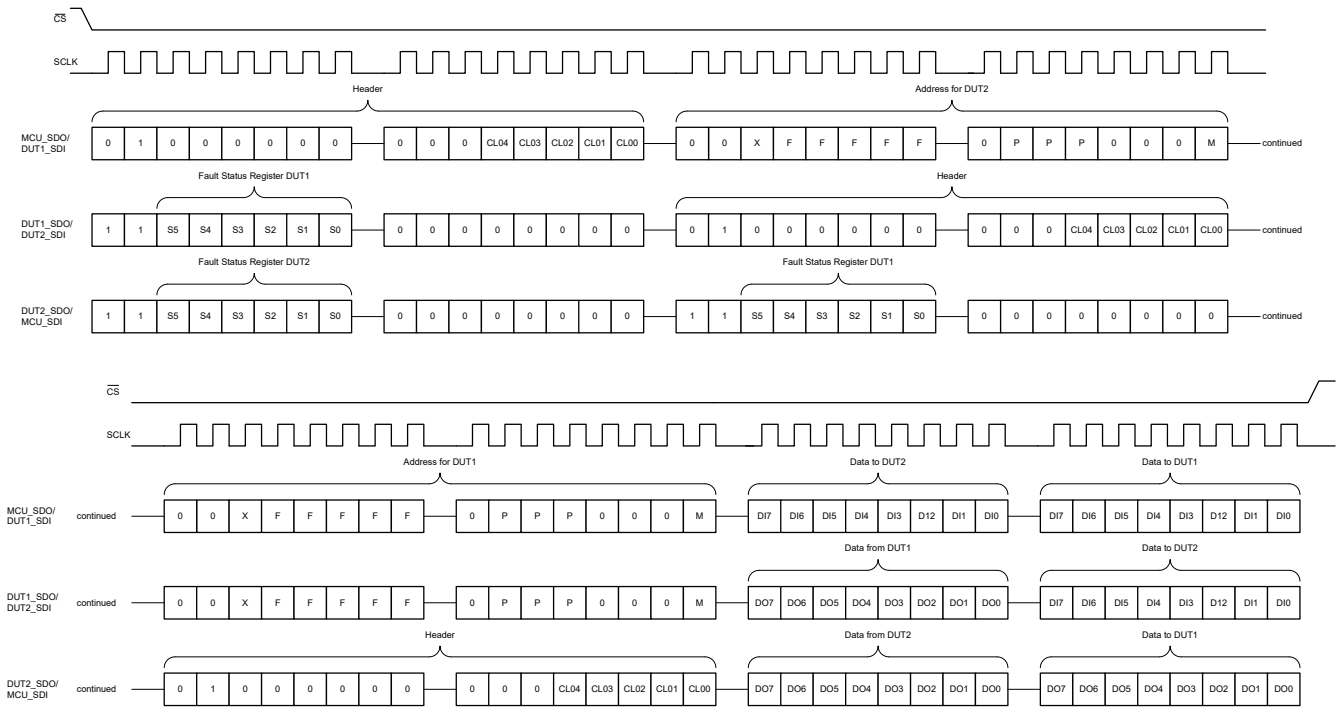 CS
SCLK
Header
Address for DUT2
MCU_SDO/
DUT1_SDI
0 1 0 0 0 0 0 0 0 0 0 CL04 CL03 CL02 CL01 CL00 0 0 X F F F F F 0 P P P 0 0 0 M continued
Fault Status Register DUT1
Header
DUT1_SDO/
DUT2_SDI
1 1 S5 S4 S3 S2 S1 S0 0 0 0 0 0 0 0 0 0 1 0 0 0 0 0 0 0 0 0 CL04 CL03 CL02 CL01 CL00 continued
Fault Status Register DUT2
Fault Status Register DUT1
DUT2_SDO/
MCU_SDI
1 1 S5 S4 S3 S2 S1 S0 0 0 0 0 0 0 0 0 1 1 S5 S4 S3 S2 S1 S0 0 0 0 0 0 0 0 0 continued
CS
SCLK
Address for DUT1
Data to DUT2
Data to DUT1
MCU_SDO/
DUT1_SDI
continued 0 0 X F F F F F 0 P P P 0 0 0 M DI7 DI6 DI5 DI4 DI3 D12 DI1 DI0 DI7 DI6 DI5 DI4 DI3 D12 DI1 DI0
Data from DUT1
Data to DUT2
DUT1_SDO/
DUT2_SDI
continued 0 0 X F F F F F 0 P P P 0 0 0 M DO7 DO6 DO5 DO4 DO3 DO2 DO1 DO0 DI7 DI6 DI5 DI4 DI3 D12 DI1 DI0
Header
Data from DUT2
Data to DUT1
DUT2_SDO/
MCU_SDI
continued 0 1 0 0 0 0 0 0 0 0 0 CL04 CL03 CL02 CL01 CL00 DO7 DO6 DO5 DO4 DO3 DO2 DO1 DO0 DO7 DO6 DO5 DO4 DO3 DO2 DO1 DO0